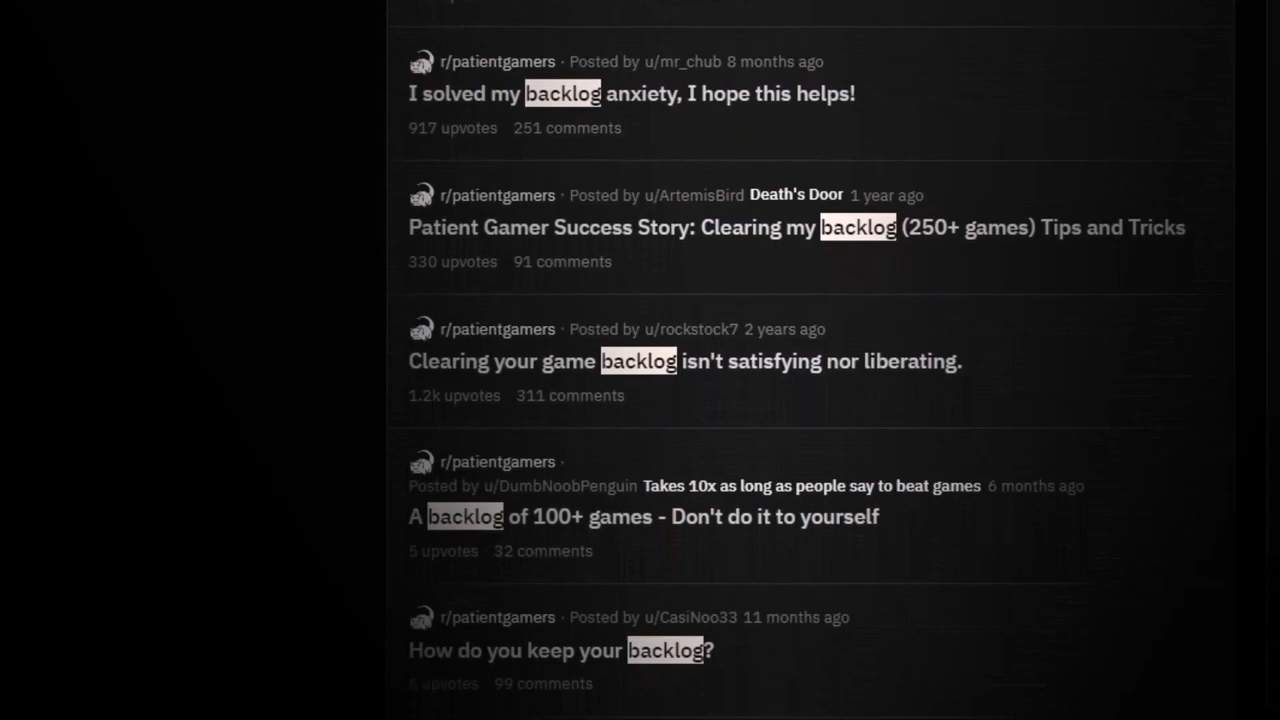 r/patientgamers · Posted by u/mr_chub 8 months ago
I solved my backlog anxiety, I hope this helps!
917 upvotes 251 comments
r/patientgamers · Posted by u/ArtemisBird Death's Door 1 year ago
Patient Gamer Success Story: Clearing my backlog (250+ games) Tips and Tricks
330 upvotes 91 comments
r/patientgamers · Posted by u/rockstock7 2 years ago
Clearing your game backlog isn't satisfying nor liberating.
1.2k upvotes 311 comments
r/patientgamers ·
Posted by u/DumbNoobPenguin Takes 10x as long as people say to beat games 6 months ago
A backlog of 100+ games - Don't do it to yourself
5 upvotes 32 comments
r/patientgamers · Posted by u/CasiNoo33 11 months ago
How do you keep your backlog?
upvotes 99 comments